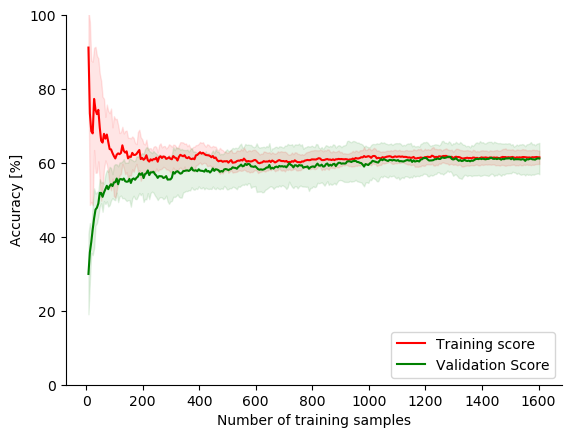 100
80
60
40
20
0
Accuracy [%]
Training score
Validation Score
0 200 400 600 800 1000 1200 1400 1600
Number of training samples